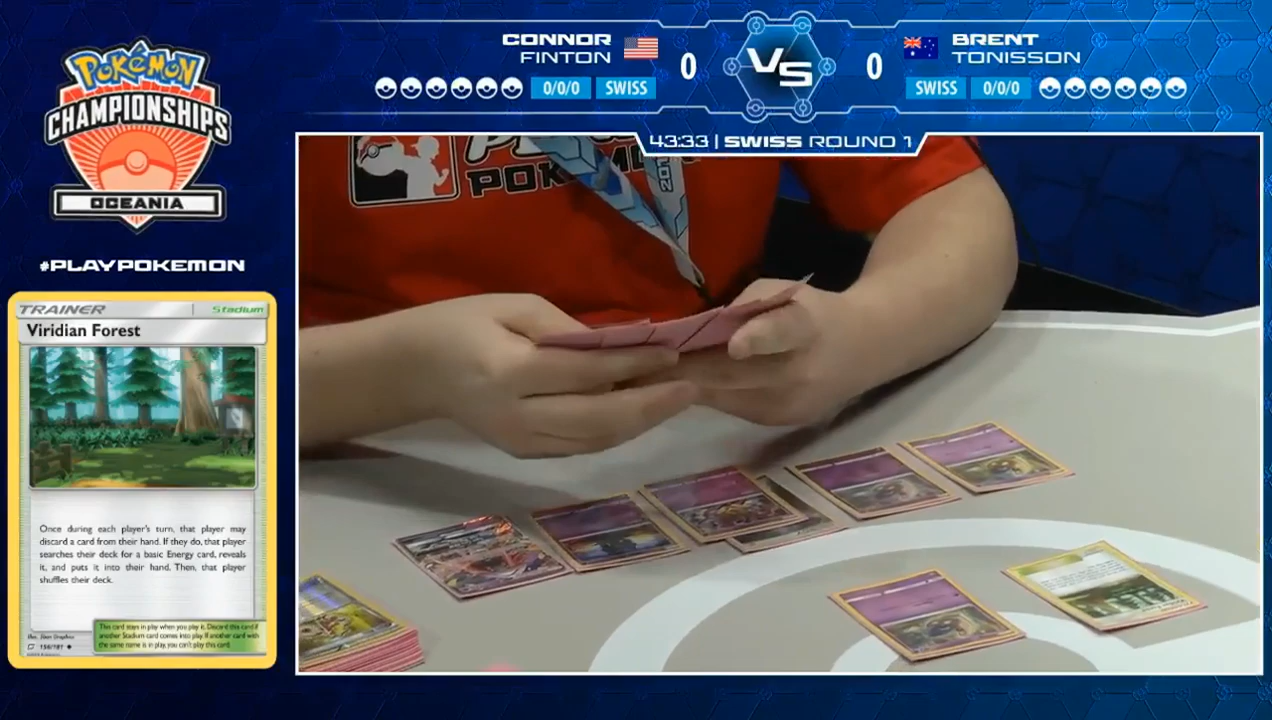 POKÉMON
CHAMPIONSHIPS
OCEANIA
#PLAYPOKEMON
CONNOR
FINTON
0
0/0/0
SWISS
VS
0
BRENT
TONISSON
SWISS
0/0/0
43:33 | SWISS ROUND 1
POK
TRAINER
Stadium
Viridian Forest
Once during each player's turn, that player may
discard a card from their hand. If they do, that player
searches their deck for a basic Energy card, reveals
it, and puts it into their hand. Then, that player
shuffles their deck.
This card stays in play when you play it. Discard this card if
another Stadium card comes into play. If another card with
the same name is in play, you can't play this card.
156/181